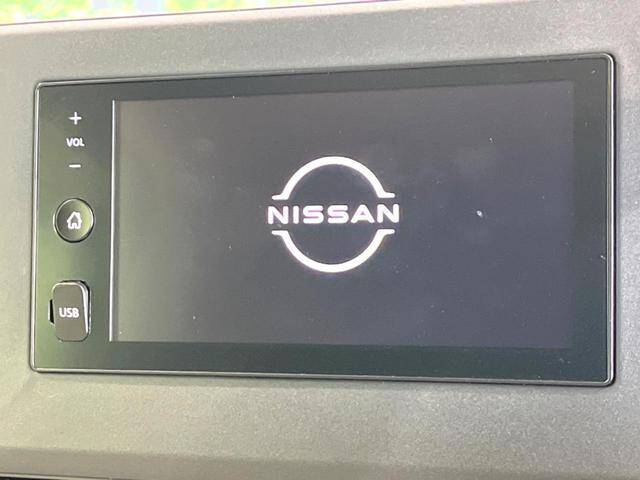 +
VOL
-
NISSAN
USB